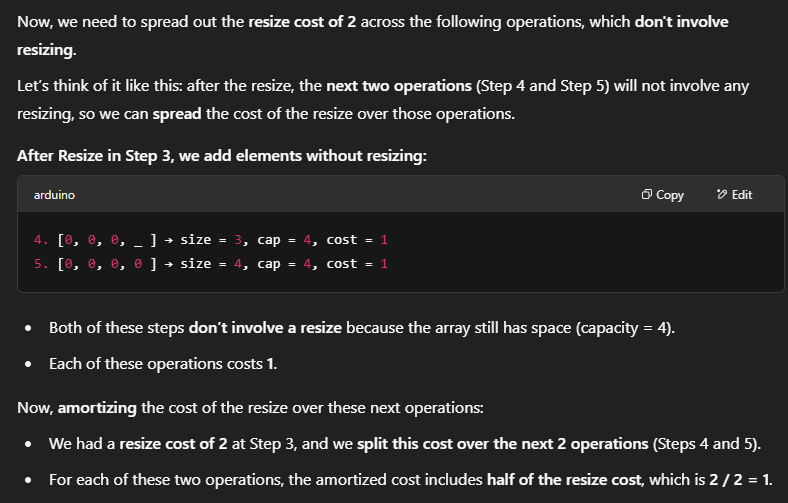 Now, we need to spread out the resize cost of 2 across the following operations, which don't involve
resizing.
Let's think of it like this: after the resize, the next two operations (Step 4 and Step 5) will not involve any
resizing, so we can spread the cost of the resize over those operations.
After Resize in Step 3, we add elements without resizing:
arduino Copy Edit
4. [0, 0, 0, _ ] → size = 3, cap = 4, cost = 1
5. [0, 0, 0, 0 ] → size = 4, cap = 4, cost = 1
• Both of these steps don't involve a resize because the array still has space (capacity = 4).
• Each of these operations costs 1.
Now, amortizing the cost of the resize over these next operations:
• We had a resize cost of 2 at Step 3, and we split this cost over the next 2 operations (Steps 4 and 5).
• For each of these two operations, the amortized cost includes half of the resize cost, which is 2 / 2 = 1.